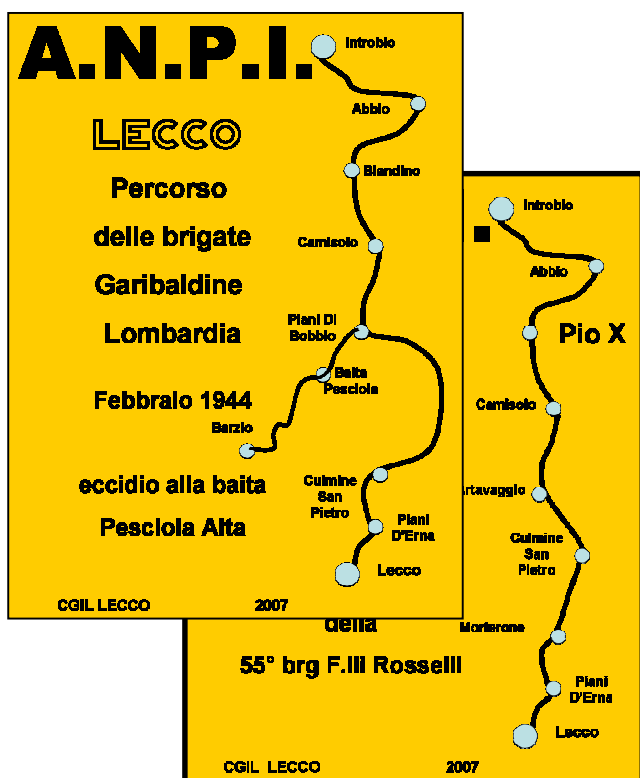 A.N.P.I.
LECCO
Percorso
delle brigate
Garibaldine
Lombardia
Febbraio 1944
eccidio alla baita
Pesciola Alta
CGIL LECCO 2007
Introbio
Abbio
Biandino
Camisolo
Piani Di
Bobbio
Baita
Pesciola
Barzio
Culmine
San
Pietro
Piani
D'Erna
Lecco
Introbio
Abbio
Pio X
Camisolo
Artavaggio
Culmine
San
Pietro
Morterone
Piani
D'Erna
Lecco
della
55° brg F.lli Rosselli
CGIL LECCO 2007